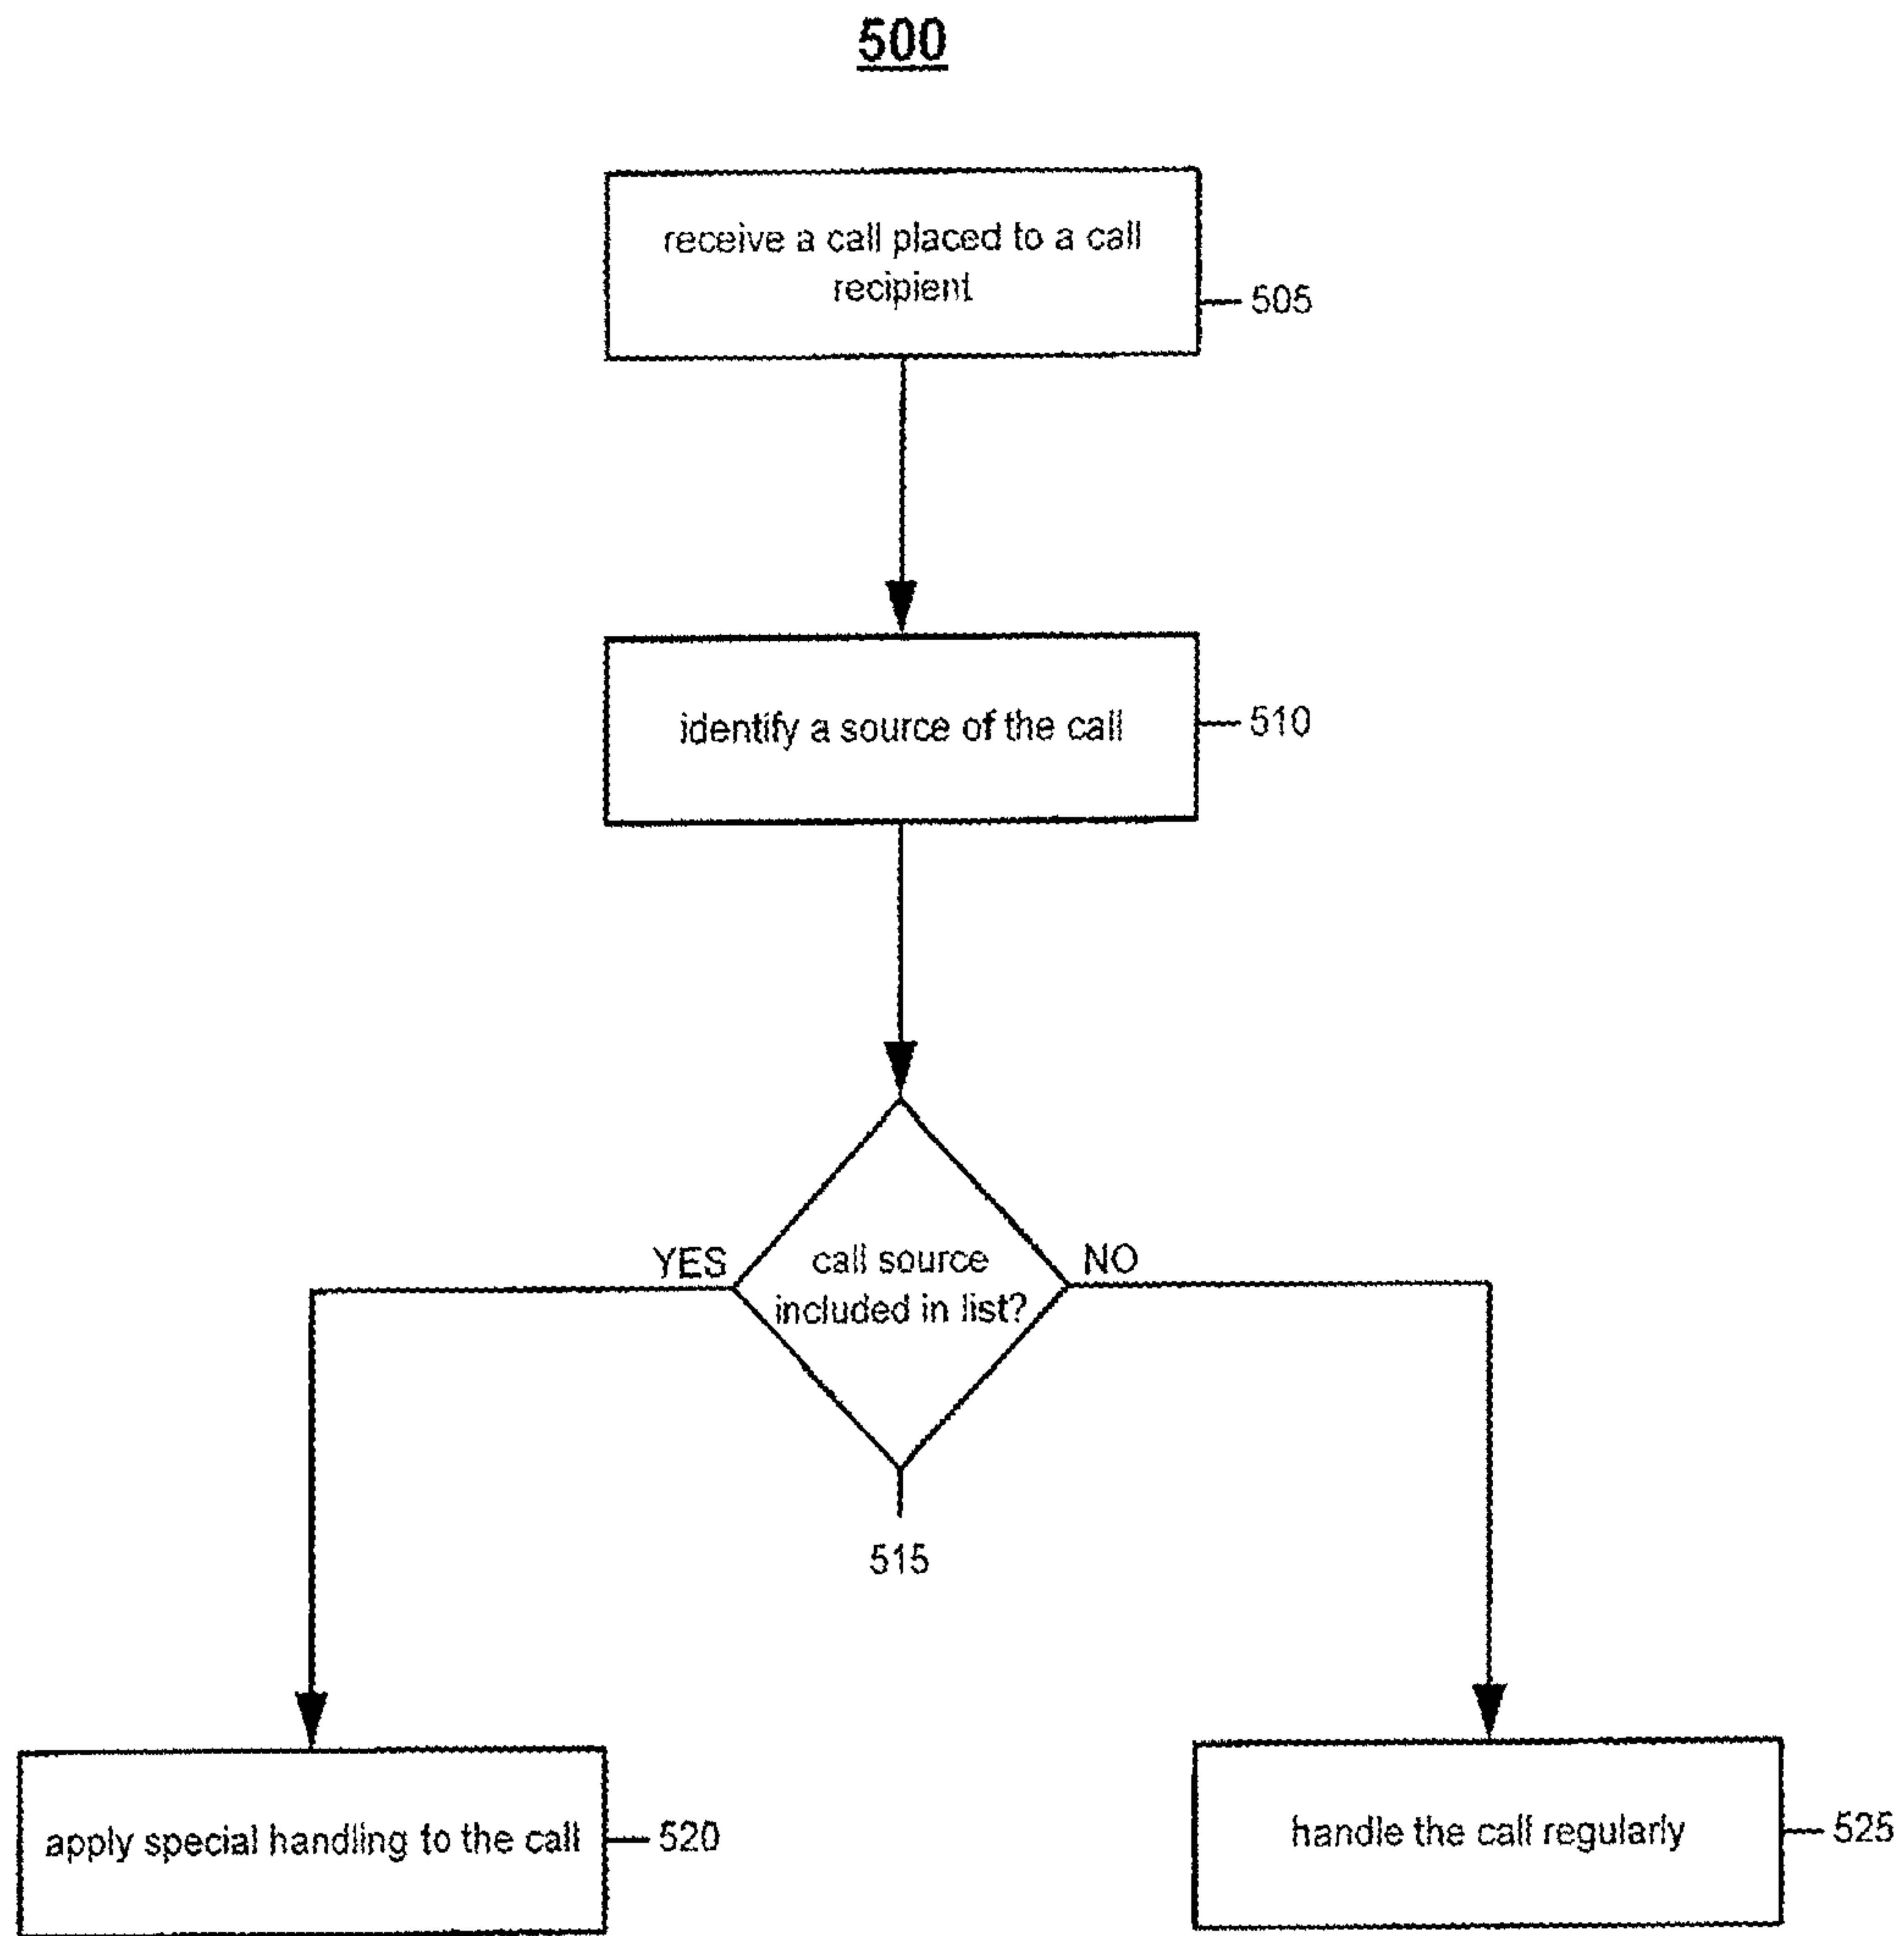 500
receive a call placed to a call
recipient
505
identify a source of the call
510
YES
call source
included in list?
NO
515
apply special handling to the call
520
handle the call regularly
525